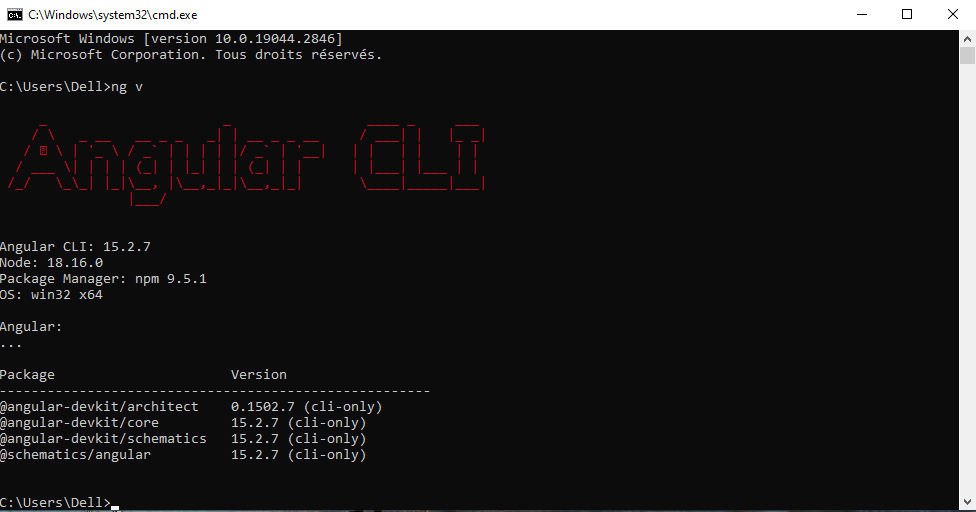 C:\Windows\system32\cmd.exe
Microsoft Windows [version 10.0.19044.2846]
(c) Microsoft Corporation. Tous droits réservés.
C:\Users\Dell>ng v
Angular CLI
Angular CLI: 15.2.7
Node: 18.16.0
Package Manager: npm 9.5.1
OS: win32 x64
Angular:
...
Package Version
------------------------------------------------------
@angular-devkit/architect 0.1502.7 (cli-only)
@angular-devkit/core 15.2.7 (cli-only)
@angular-devkit/schematics 15.2.7 (cli-only)
@schematics/angular 15.2.7 (cli-only)
C:\Users\Dell>